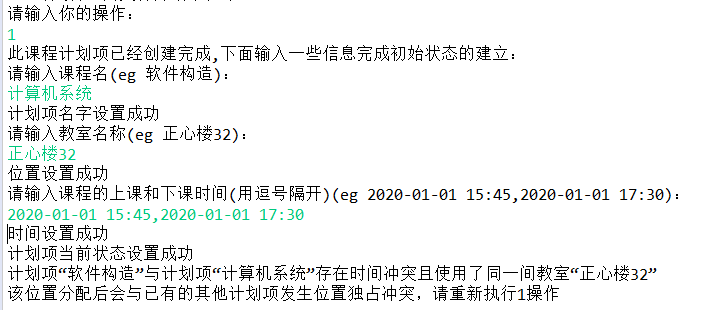 请输入你的操作：
1
此课程计划项已经创建完成,下面输入一些信息完成初始状态的建立：
请输入课程名(eg 软件构造)：
计算机系统
计划项名字设置成功
请输入教室名称(eg 正心楼32)：
正心楼32
位置设置成功
请输入课程的上课和下课时间(用逗号隔开)(eg 2020-01-01 15:45,2020-01-01 17:30)：
2020-01-01 15:45,2020-01-01 17:30
时间设置成功
计划项当前状态设置成功
计划项“软件构造”与计划项“计算机系统”存在时间冲突且使用了同一间教室“正心楼32”
该位置分配后会与已有的其他计划项发生位置独占冲突，请重新执行1操作